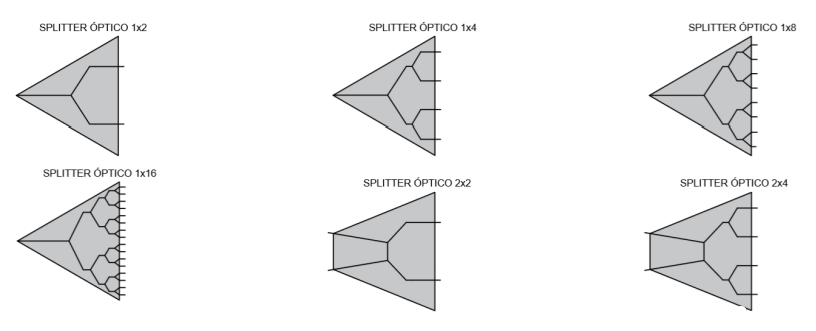 SPLITTER ÓPTICO 1x2
SPLITTER ÓPTICO 1x4
SPLITTER ÓPTICO 1x8
SPLITTER ÓPTICO 1x16
SPLITTER ÓPTICO 2x2
SPLITTER ÓPTICO 2x4